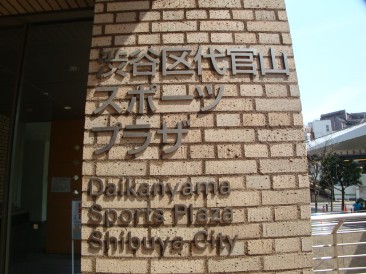 渋谷区代官山
スポーツ
プラザ
Daikanyama
Sports Plaza
Shibuya City